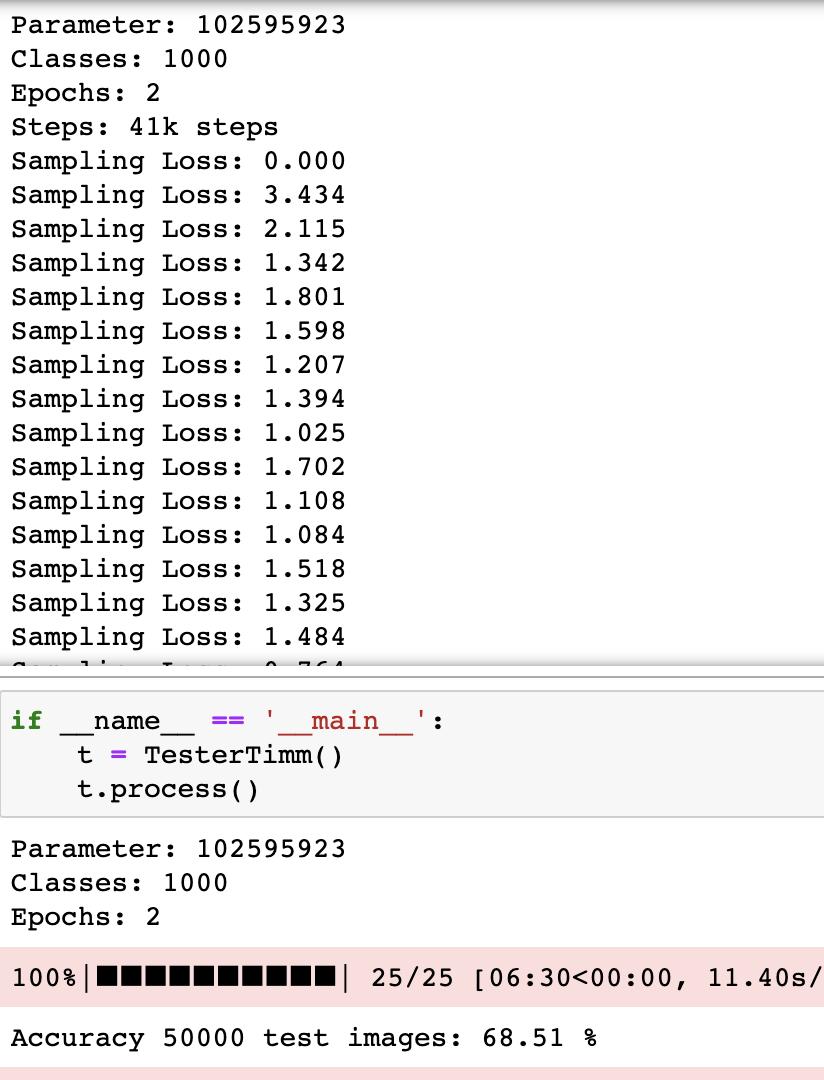 Parameter: 102595923
Classes: 1000
Epochs: 2
Steps: 41k steps
Sampling Loss: 0.000
Sampling Loss: 3.434
Sampling Loss: 2.115
Sampling Loss: 1.342
Sampling Loss: 1.801
Sampling Loss: 1.598
Sampling Loss: 1.207
Sampling Loss: 1.394
Sampling Loss: 1.025
Sampling Loss: 1.702
Sampling Loss: 1.108
Sampling Loss: 1.084
Sampling Loss: 1.518
Sampling Loss: 1.325
Sampling Loss: 1.484
if __name__ == '__main__':
    t = TesterTimm()
    t.process()
Parameter: 102595923
Classes: 1000
Epochs: 2
100%|██████████| 25/25 [06:30<00:00, 11.40s/
Accuracy 50000 test images: 68.51 %